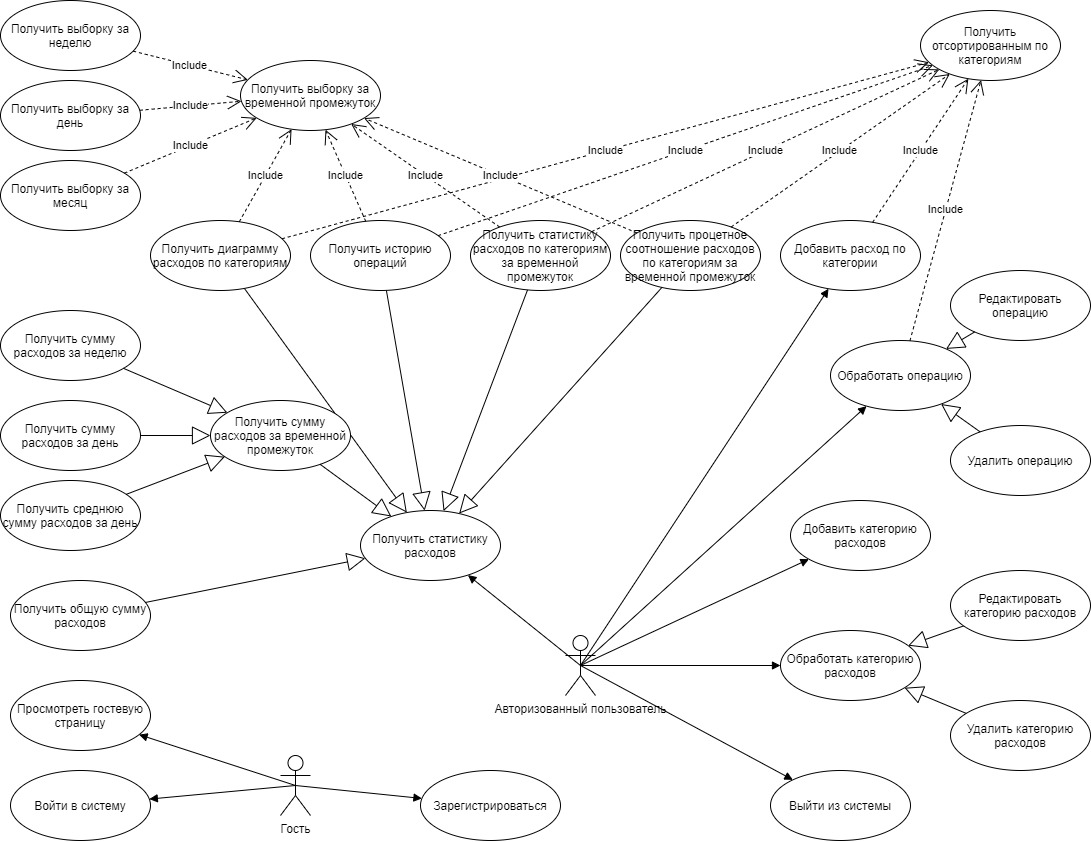 Получить выборку за
неделю
Получить
отсортированным по
категориям
Include
Получить выборку за
временной промежуток
Получить выборку за
день
Include
Include
Получить выборку за
месяц
Include
Include
Include
Include
Include
Include
Include
Include
Include
Include
Получить диаграмму
расходов по категориям
Получить историю
операций
Получить статистику
расходов по категориям
за временной
промежуток
Получить процетное
соотношение расходов
по категориям за
временной промежуток
Добавить расход по
категории
Редактировать
операцию
Получить сумму
расходов за неделю
Обработать операцию
Получить сумму
расходов за день
Получить сумму
расходов за временной
промежуток
Удалить операцию
Получить среднюю
сумму расходов за день
Получить статистику
расходов
Добавить категорию
расходов
Получить общую сумму
расходов
Редактировать
категорию расходов
Обработать категорию
расходов
Авторизованный пользователь
Просмотреть гостевую
страницу
Удалить категорию
расходов
Войти в систему
Гость
Зарегистрироваться
Выйти из системы